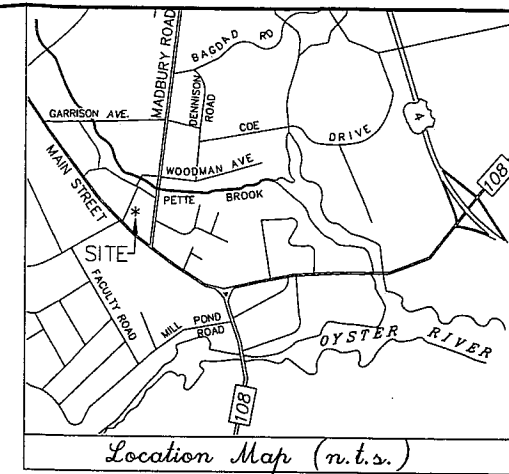 BAGDAD RD
MADBURY ROAD
DENNISON
ROAD
GARRISON AVE.
COE
DRIVE
4
MAIN STREET
WOODMAN AVE
108
PETTE BROOK
*
SITE
FACULTY ROAD
MILL POND
ROAD
OYSTER RIVER
108
Location Map (n.t.s.)